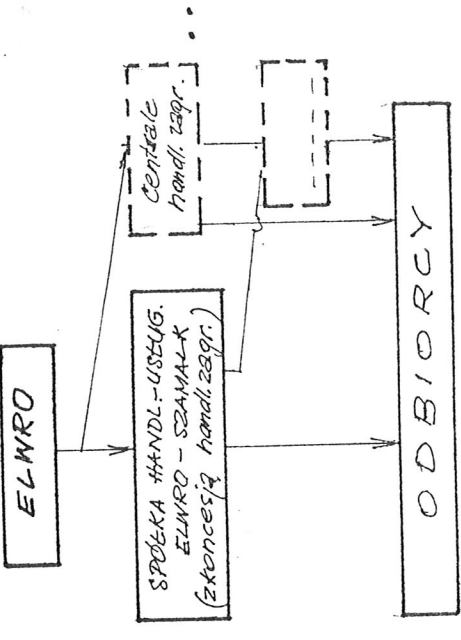 ELWRO
SPÓŁKA HANDL.-USŁUG.
ELWRO - SZAMALK
(z koncesją handl. zagr.)
centrale
handl. zagr.
ODBIORCY